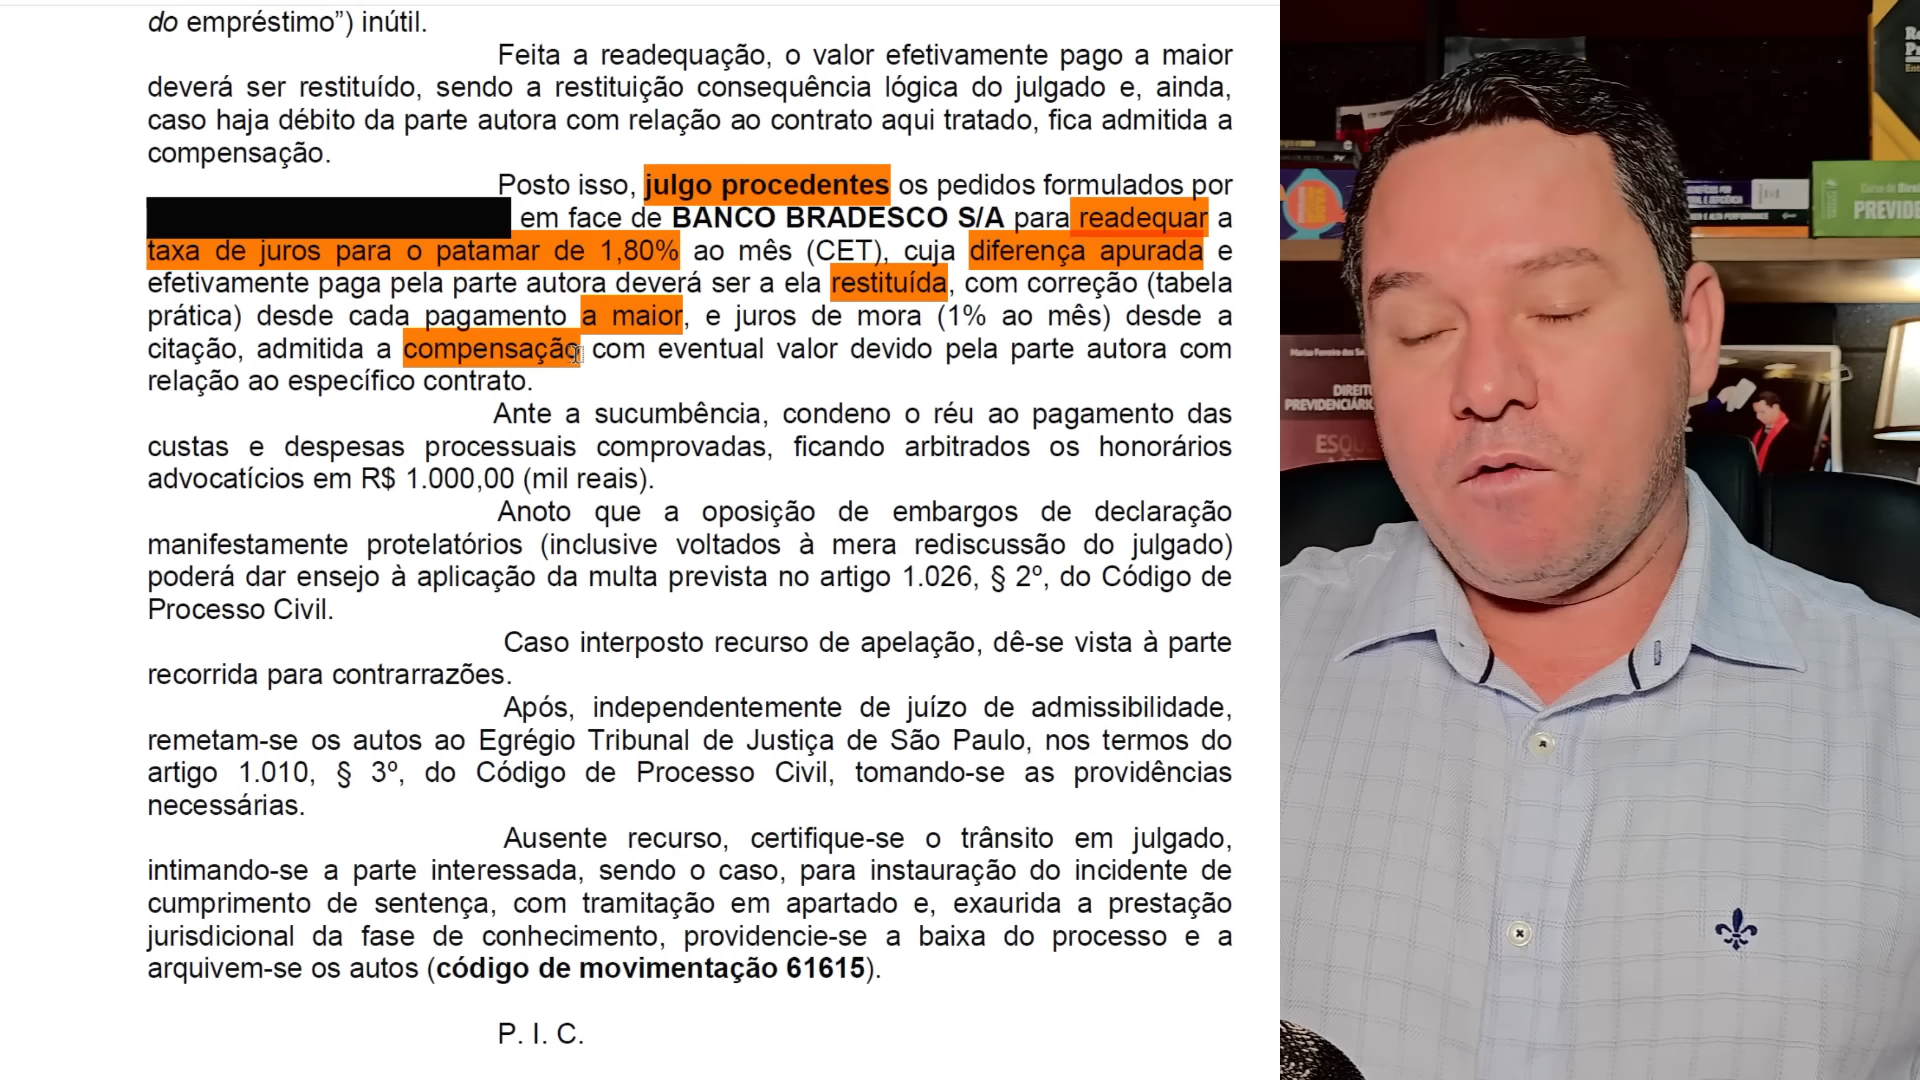 do empréstimo”) inútil.
Feita a readequação, o valor efetivamente pago a maior
deverá ser restituído, sendo a restituição consequência lógica do julgado e, ainda,
caso haja débito da parte autora com relação ao contrato aqui tratado, fica admitida a
compensação.
Posto isso, julgo procedentes os pedidos formulados por
em face de BANCO BRADESCO S/A para readequar a
taxa de juros para o patamar de 1,80% ao mês (CET), cuja diferença apurada e
efetivamente paga pela parte autora deverá ser a ela restituída, com correção (tabela
prática) desde cada pagamento a maior, e juros de mora (1% ao mês) desde a
citação, admitida a compensação com eventual valor devido pela parte autora com
relação ao específico contrato.
Ante a sucumbência, condeno o réu ao pagamento das
custas e despesas processuais comprovadas, ficando arbitrados os honorários
advocatícios em R$ 1.000,00 (mil reais).
Anoto que a oposição de embargos de declaração
manifestamente protelatórios (inclusive voltados à mera rediscussão do julgado)
poderá dar ensejo à aplicação da multa prevista no artigo 1.026, § 2º, do Código de
Processo Civil.
Caso interposto recurso de apelação, dê-se vista à parte
recorrida para contrarrazões.
Após, independentemente de juízo de admissibilidade,
remetam-se os autos ao Egrégio Tribunal de Justiça de São Paulo, nos termos do
artigo 1.010, § 3º, do Código de Processo Civil, tomando-se as providências
necessárias.
Ausente recurso, certifique-se o trânsito em julgado,
intimando-se a parte interessada, sendo o caso, para instauração do incidente de
cumprimento de sentença, com tramitação em apartado e, exaurida a prestação
jurisdicional da fase de conhecimento, providencie-se a baixa do processo e a
arquivem-se os autos (código de movimentação 61615).
P. I. C.
DIREITO
PREVIDENCIÁRIO
ESQU
PREVIDE